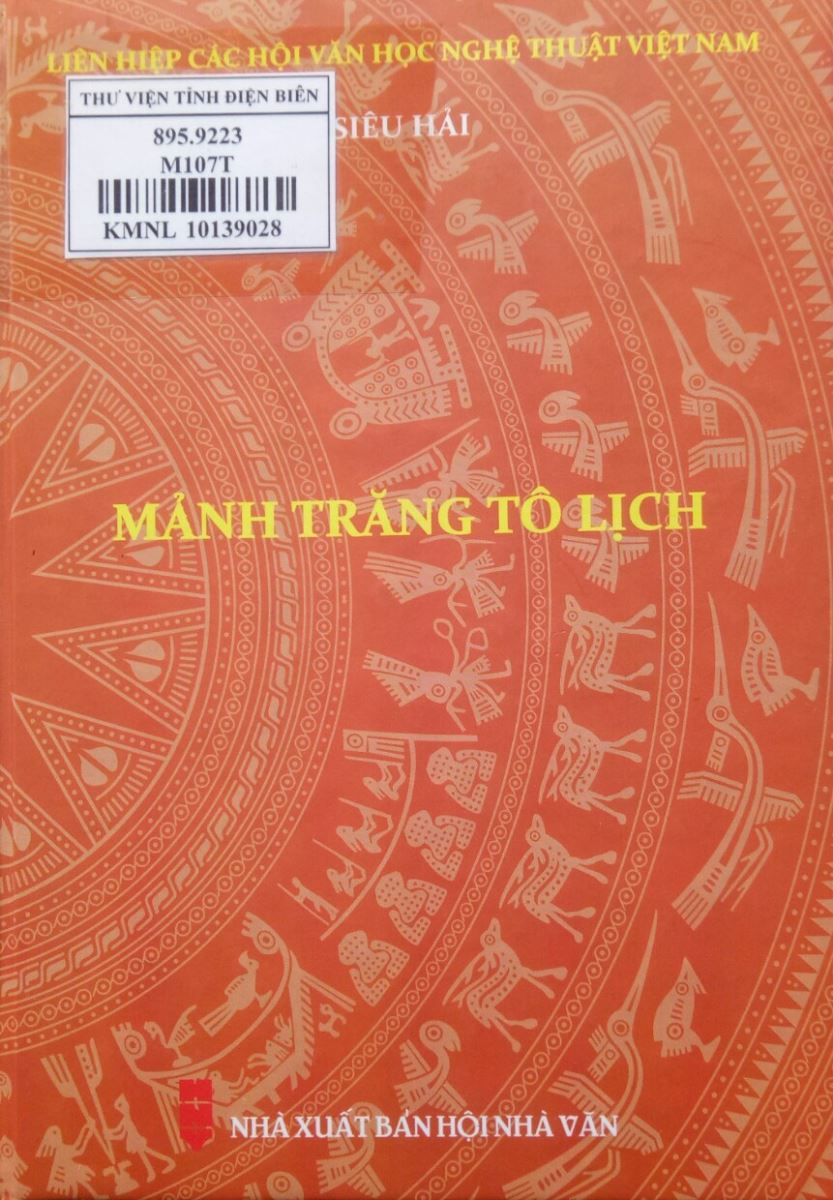 LIÊN HIỆP CÁC HỘI VĂN HỌC NGHỆ THUẬT VIỆT NAM
THƯ VIỆN TỈNH ĐIỆN BIÊN
895.9223
M107T
KMNL 10139028
SIÊU HẢI
MẢNH TRĂNG TÔ LỊCH
NHÀ XUẤT BẢN HỘI NHÀ VĂN